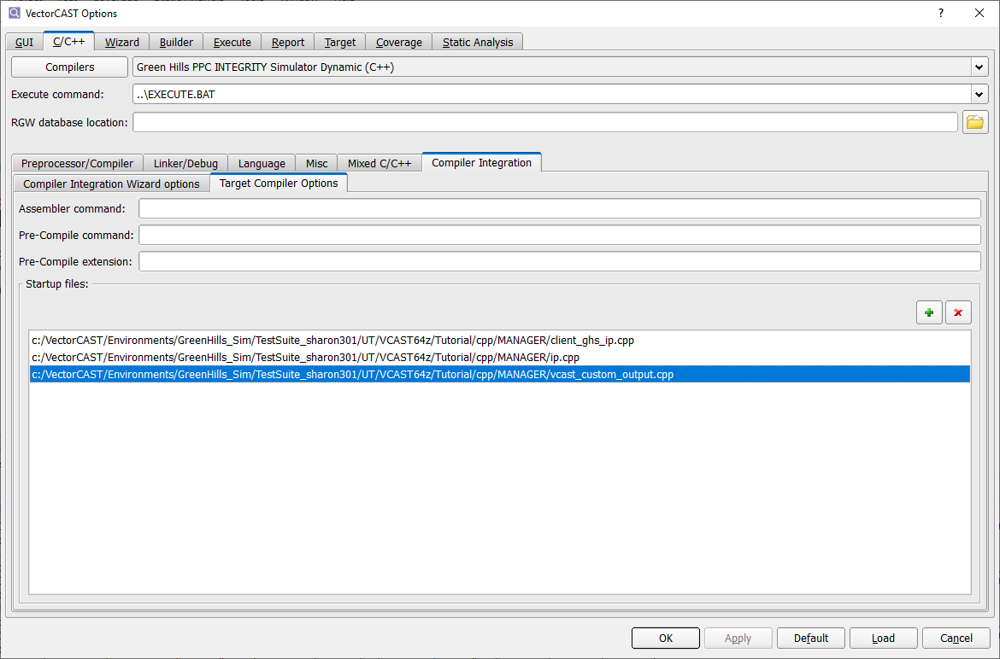 VectorCAST Options
?
GUI C/C++ Wizard Builder Execute Report Target Coverage Static Analysis
Compilers Green Hills PPC INTEGRITY Simulator Dynamic (C++)
Execute command: ..\EXECUTE.BAT
RGW database location:
Preprocessor/Compiler Linker/Debug Language Misc Mixed C/C++ Compiler Integration
Compiler Integration Wizard options Target Compiler Options
Assembler command:
Pre-Compile command:
Pre-Compile extension:
Startup files:
c:/VectorCAST/Environments/GreenHills_Sim/TestSuite_sharon301/UT/VCAST64z/Tutorial/cpp/MANAGER/client_ghs_ip.cpp
c:/VectorCAST/Environments/GreenHills_Sim/TestSuite_sharon301/UT/VCAST64z/Tutorial/cpp/MANAGER/ip.cpp
c:/VectorCAST/Environments/GreenHills_Sim/TestSuite_sharon301/UT/VCAST64z/Tutorial/cpp/MANAGER/vcast_custom_output.cpp
OK Apply Default Load Cancel